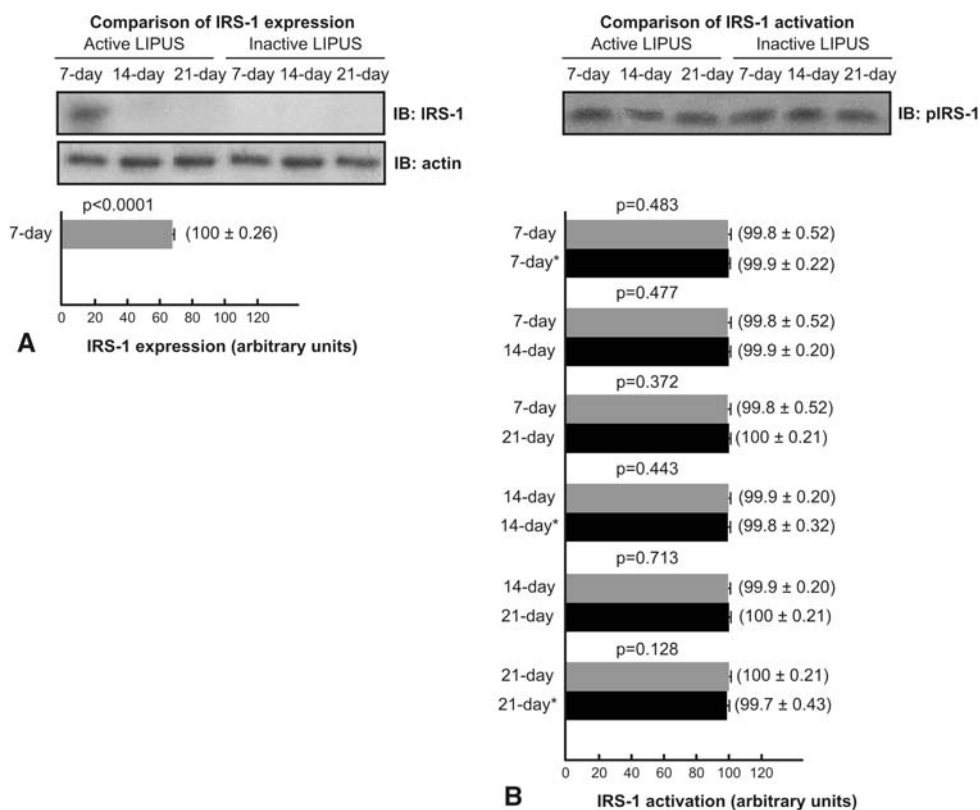 Comparison of IRS-1 expression
Active LIPUS Inactive LIPUS
7-day 14-day 21-day 7-day 14-day 21-day
IB: IRS-1
IB: actin
p<0.0001
7-day (100 ± 0.26)
0 20 40 60 80 100 120
A IRS-1 expression (arbitrary units)
Comparison of IRS-1 activation
Active LIPUS Inactive LIPUS
7-day 14-day 21-day 7-day 14-day 21-day
IB: pIRS-1
p=0.483
7-day (99.8 ± 0.52)
7-day* (99.9 ± 0.22)
p=0.477
7-day (99.8 ± 0.52)
14-day (99.9 ± 0.20)
p=0.372
7-day (99.8 ± 0.52)
21-day (100 ± 0.21)
p=0.443
14-day (99.9 ± 0.20)
14-day* (99.8 ± 0.32)
p=0.713
14-day (99.9 ± 0.20)
21-day (100 ± 0.21)
p=0.128
21-day (100 ± 0.21)
21-day* (99.7 ± 0.43)
0 20 40 60 80 100 120
B IRS-1 activation (arbitrary units)